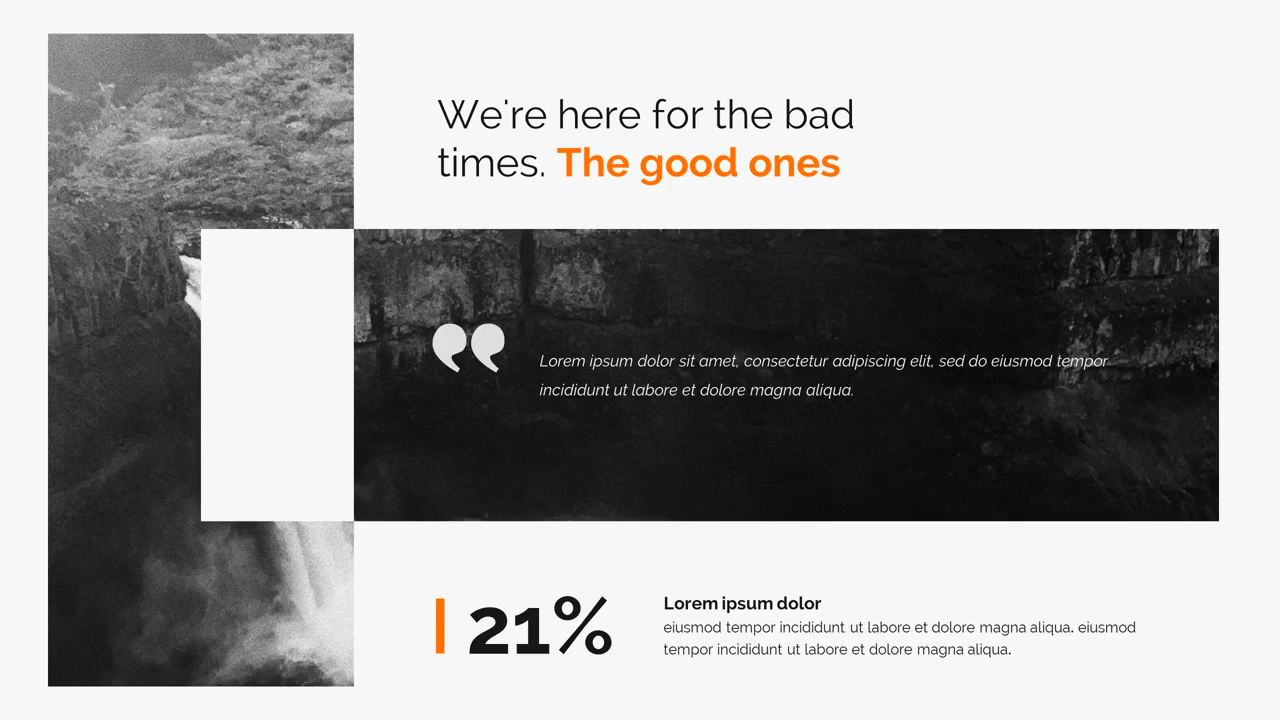 We're here for the bad
times. The good ones
Lorem ipsum dolor sit amet, consectetur adipiscing elit, sed do eiusmod tempor
incididunt ut labore et dolore magna aliqua.
21%
Lorem ipsum dolor
eiusmod tempor incididunt ut labore et dolore magna aliqua. eiusmod
tempor incididunt ut labore et dolore magna aliqua.